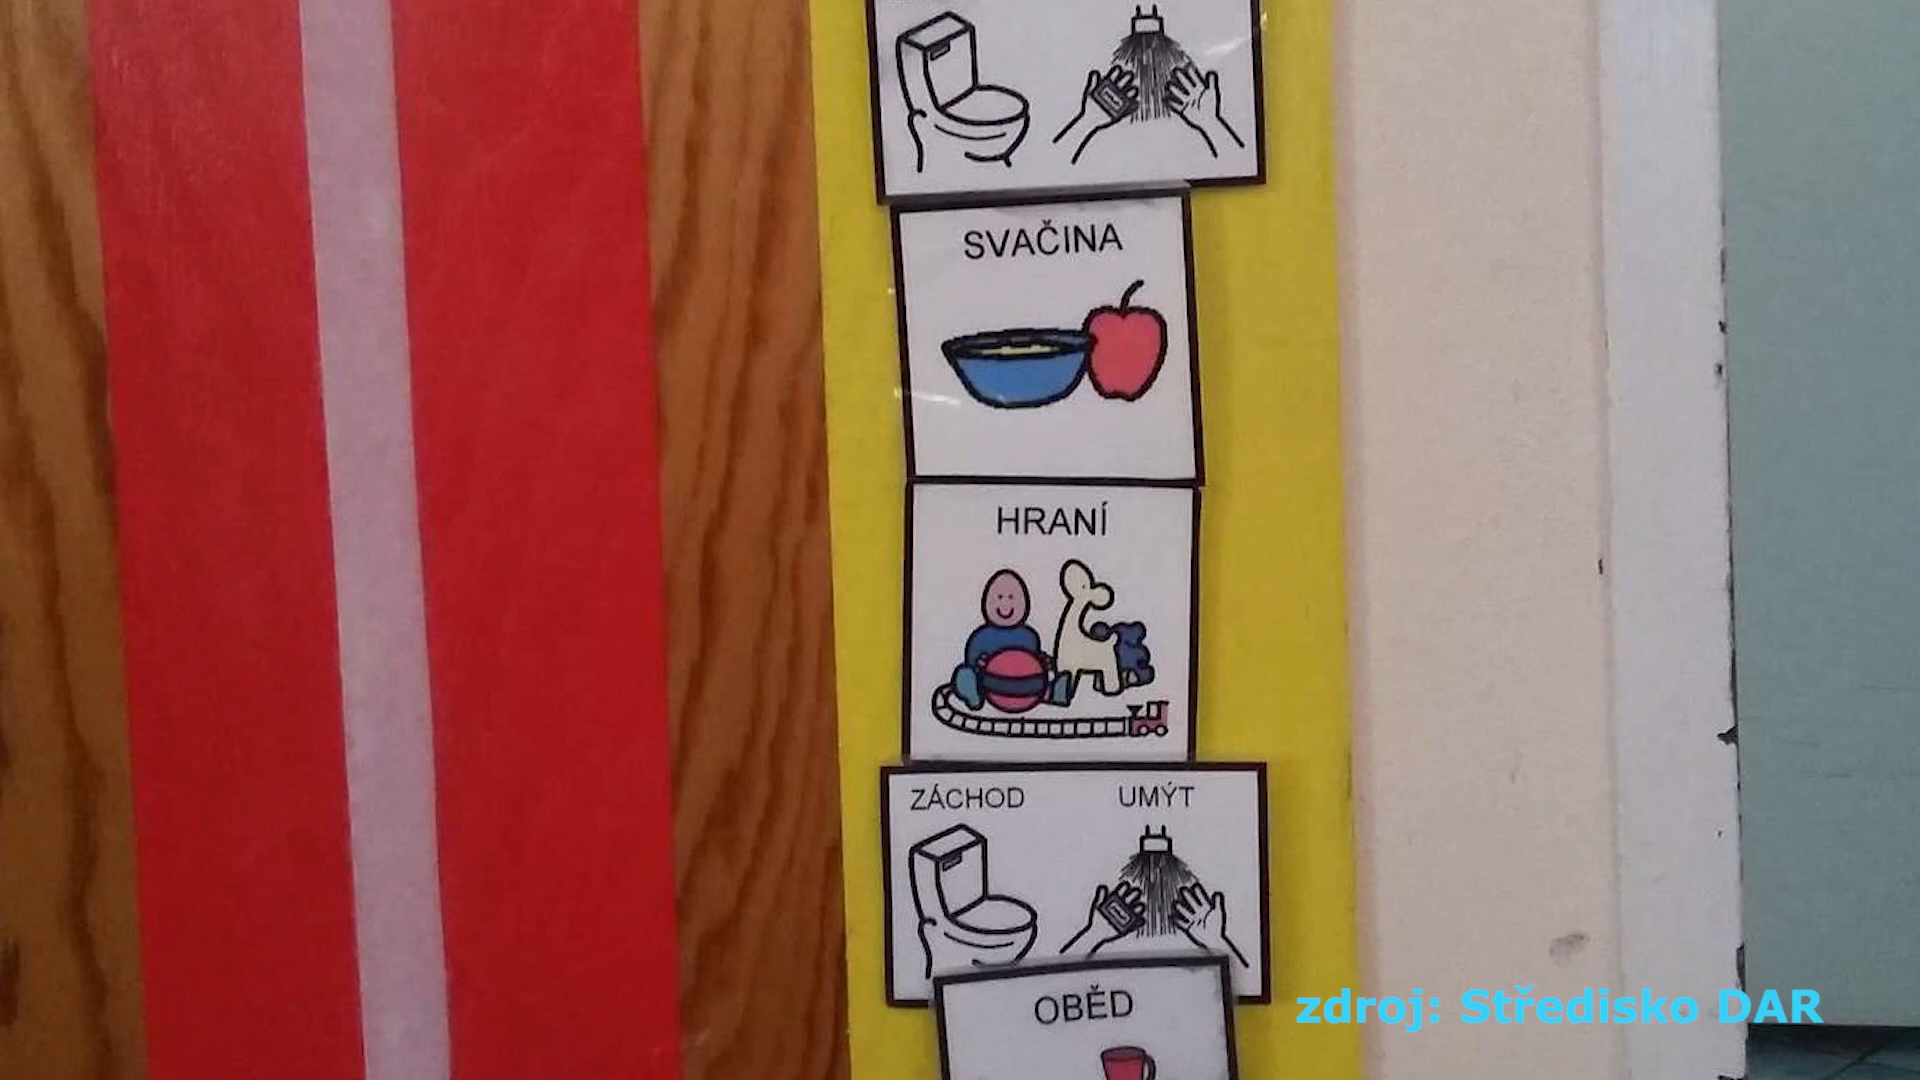 SVAČINA
HRANÍ
ZÁCHOD UMÝT
OBĚD
zdroj: Středisko DAR